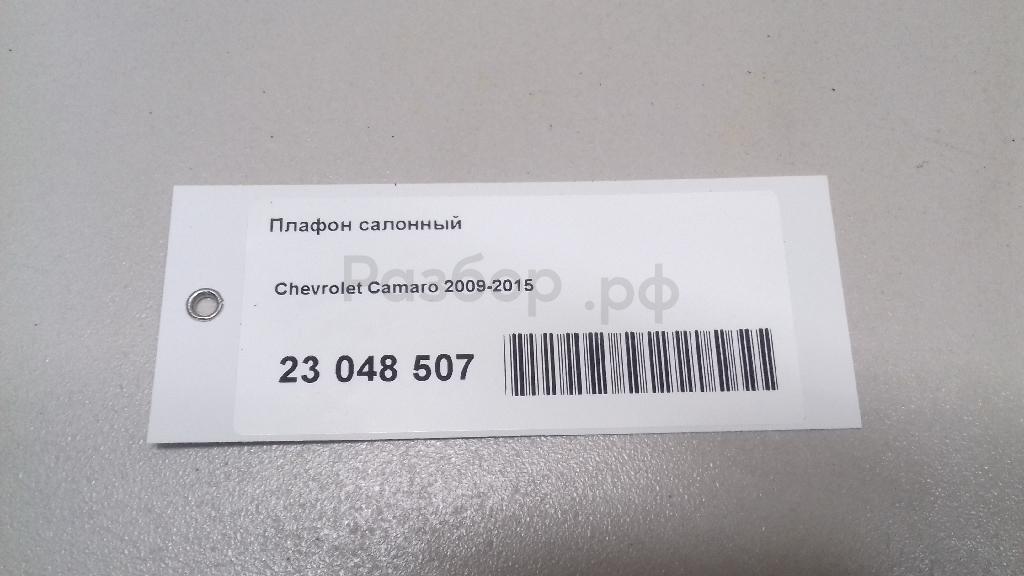 Плафон салонный
Разбор.рф
Chevrolet Camaro 2009-2015
23 048 507